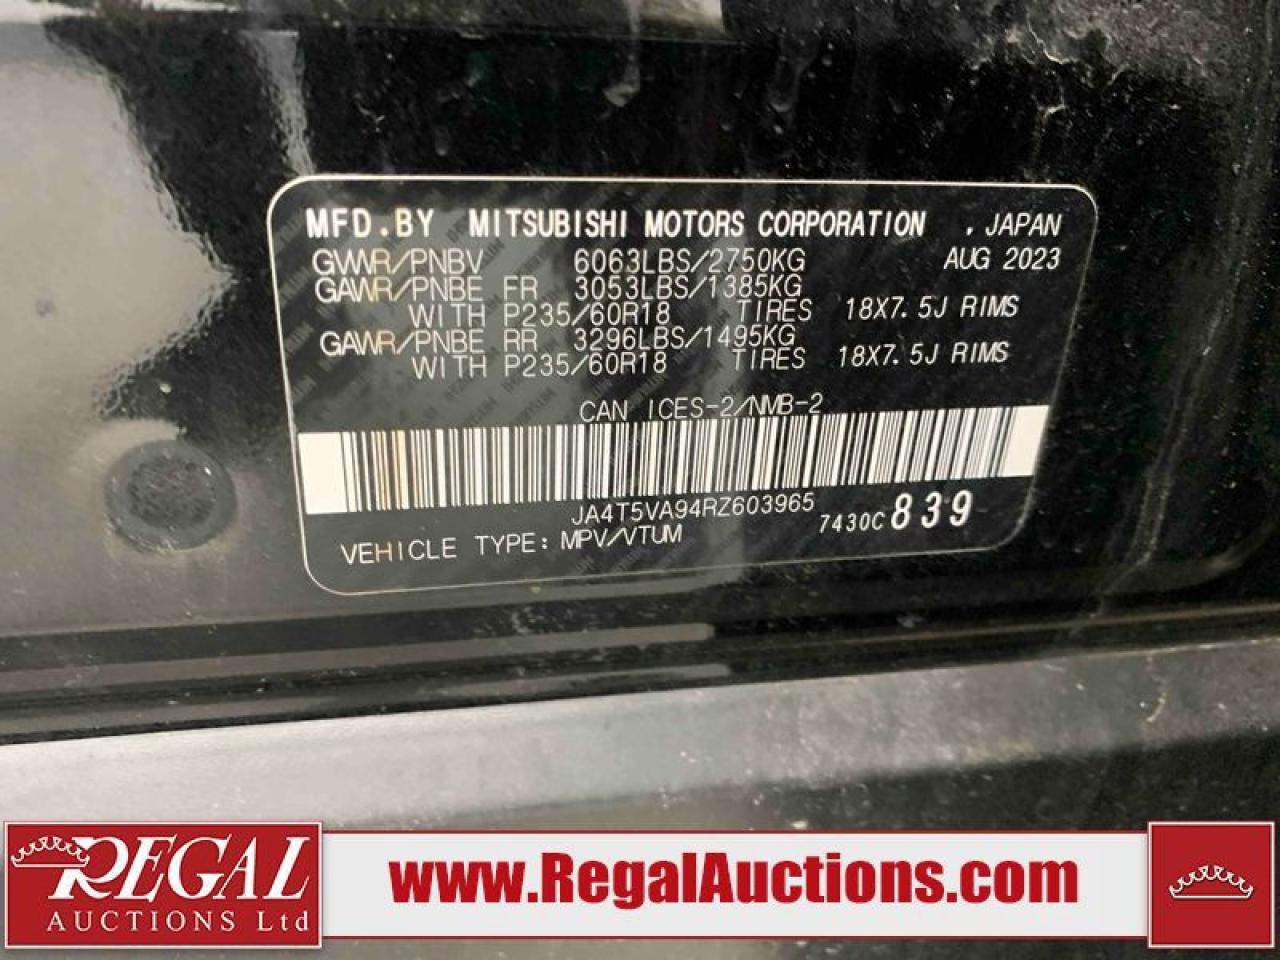 MFD.BY MITSUBISHI MOTORS CORPORATION , JAPAN
GVWR/PNBV 6063LBS/2750KG AUG 2023
GAWR/PNBE FR 3053LBS/1385KG
WITH P235/60R18 TIRES 18X7.5J RIMS
GAWR/PNBE RR 3296LBS/1495KG
WITH P235/60R18 TIRES 18X7.5J RIMS
CAN ICES-2/NMB-2
JA4T5VA94RZ603965 7430C 839
VEHICLE TYPE: MPV/VTUM
REGAL
AUCTIONS Ltd
www.RegalAuctions.com